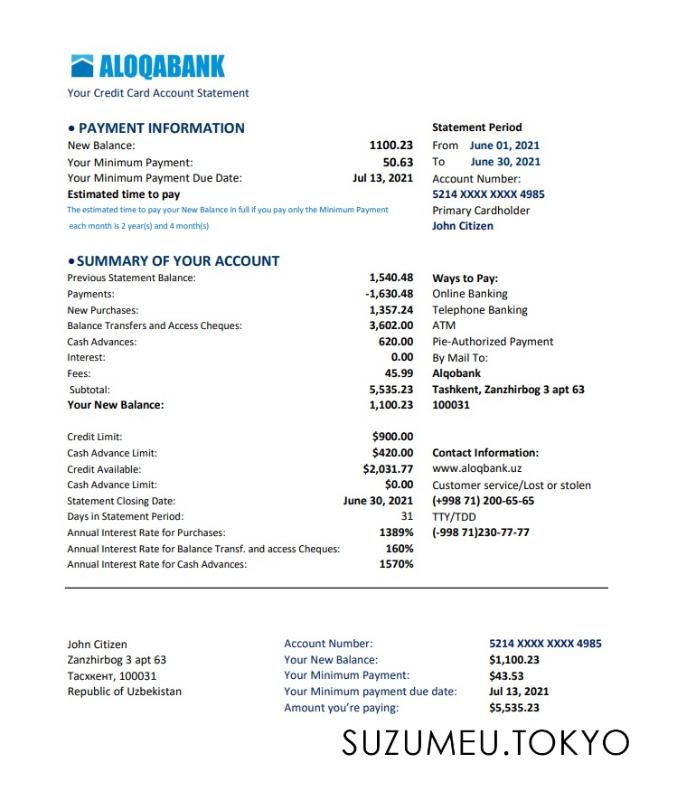 ALOQABANK
Your Credit Card Account Statement
• PAYMENT INFORMATION
New Balance: 1100.23
Your Minimum Payment: 50.63
Your Minimum Payment Due Date: Jul 13, 2021
Estimated time to pay
The estimated time to pay your New Balance in full if you pay only the Minimum Payment
each month is 2 year(s) and 4 month(s)
Statement Period
From June 01, 2021
To June 30, 2021
Account Number:
5214 XXXX XXXX 4985
Primary Cardholder
John Citizen
• SUMMARY OF YOUR ACCOUNT
Previous Statement Balance: 1,540.48
Payments: -1,630.48
New Purchases: 1,357.24
Balance Transfers and Access Cheques: 3,602.00
Cash Advances: 620.00
Interest: 0.00
Fees: 45.99
Subtotal: 5,535.23
Your New Balance: 1,100.23
Ways to Pay:
Online Banking
Telephone Banking
ATM
Pie-Authorized Payment
By Mail To:
Alqobank
Tashkent, Zanzhirbog 3 apt 63
100031
Credit Limit: $900.00
Cash Advance Limit: $420.00
Credit Available: $2,031.77
Cash Advance Limit: $0.00
Statement Closing Date: June 30, 2021
Days in Statement Period: 31
Annual Interest Rate for Purchases: 1389%
Annual Interest Rate for Balance Transf. and access Cheques: 160%
Annual Interest Rate for Cash Advances: 1570%
Contact Information:
www.aloqbank.uz
Customer service/Lost or stolen
(+998 71) 200-65-65
TTY/TDD
(-998 71)230-77-77
John Citizen
Zanzhirbog 3 apt 63
Тасхкент, 100031
Republic of Uzbekistan
Account Number: 5214 XXXX XXXX 4985
Your New Balance: $1,100.23
Your Minimum Payment: $43.53
Your Minimum payment due date: Jul 13, 2021
Amount you're paying: $5,535.23
SUZUMEU.TOKYO